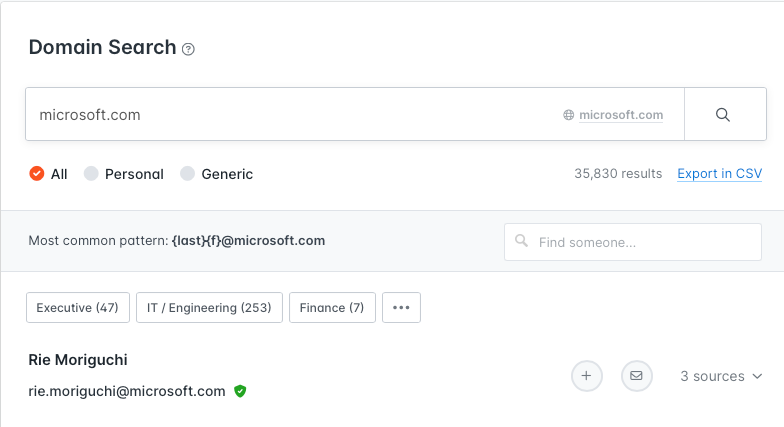 Domain Search
microsoft.com microsoft.com
All Personal Generic 35,830 results Export in CSV
Most common pattern: {last}{f}@microsoft.com Find someone...
Executive (47) IT / Engineering (253) Finance (7) •••
Rie Moriguchi
rie.moriguchi@microsoft.com 3 sources